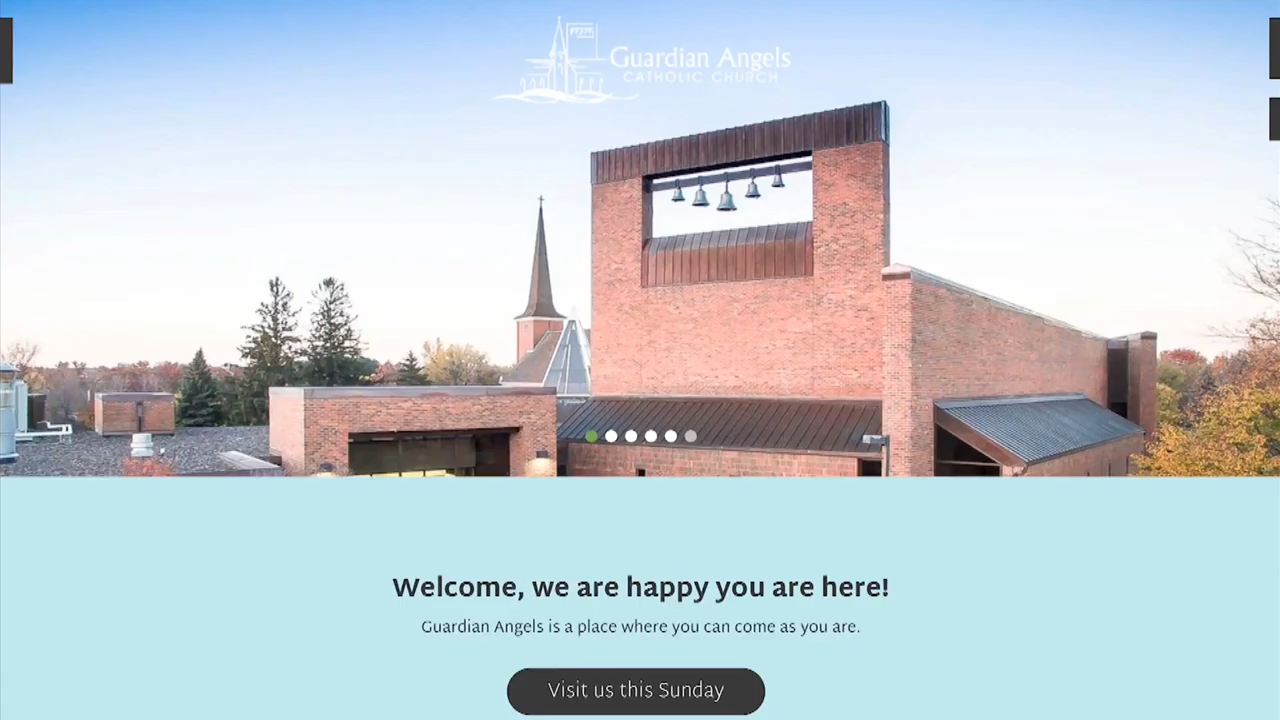 Guardian Angels
CATHOLIC CHURCH
Welcome, we are happy you are here!
Guardian Angels is a place where you can come as you are.
Visit us this Sunday